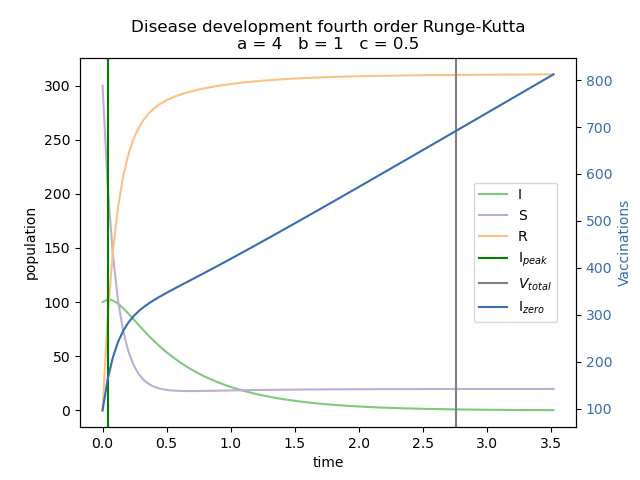 Disease development fourth order Runge-Kutta
a = 4   b = 1   c = 0.5
300
250
200
150
100
50
0
population
0.0 0.5 1.0 1.5 2.0 2.5 3.0 3.5
time
800
700
600
500
400
300
200
100
Vaccinations
I
S
R
I_peak
V_total
I_zero